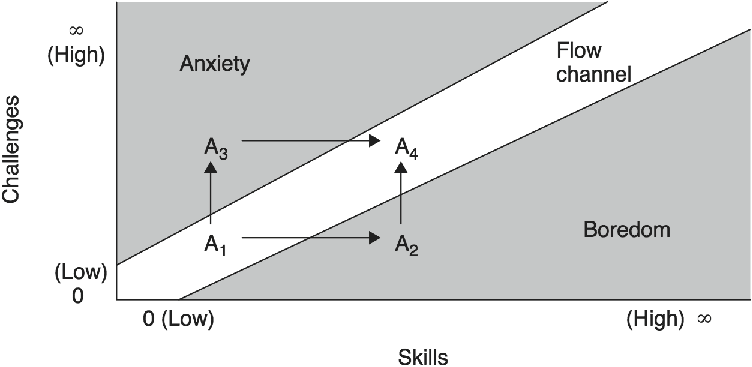 ∞
(High)
Anxiety
Flow
channel
Challenges
A3
A4
A1
A2
Boredom
(Low)
0
0 (Low)
(High) ∞
Skills